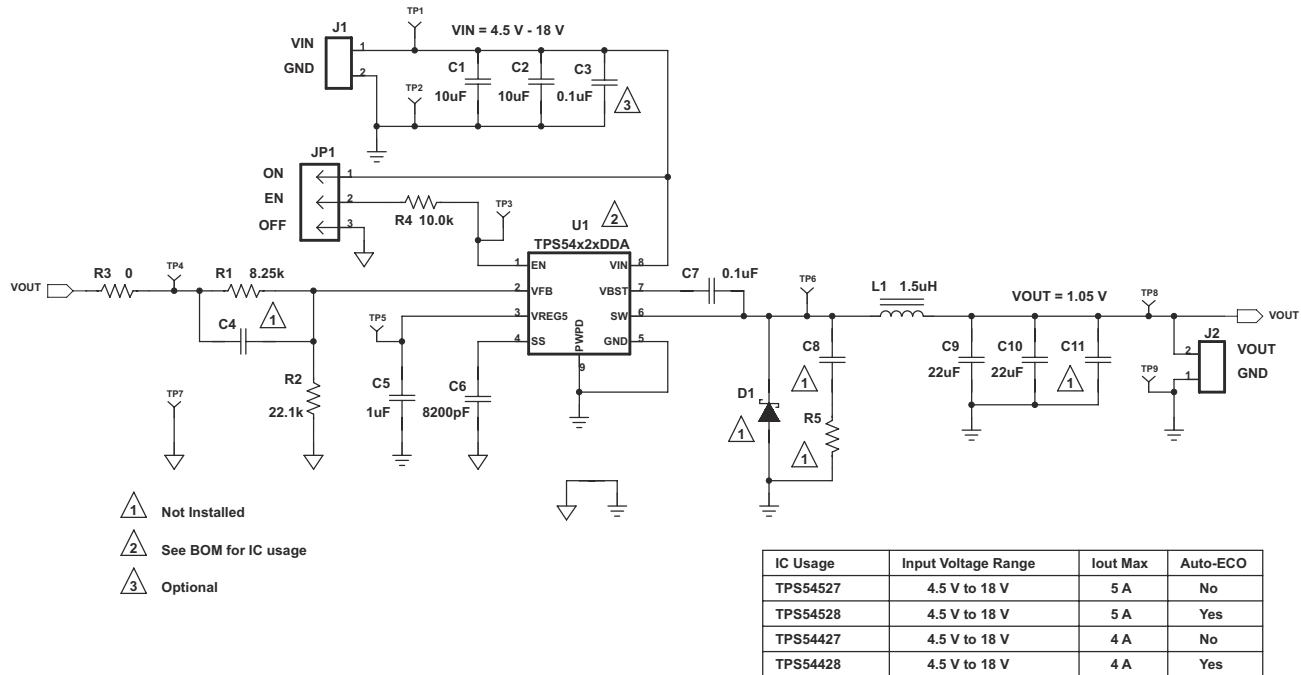 TP1
J1
VIN = 4.5 V - 18 V
VIN
1
GND
2
C1
10uF
C2
10uF
C3
0.1uF
3
TP2
JP1
ON
1
EN
2
OFF
3
R4 10.0k
TP3
2
U1
TPS54x2xDDA
1 EN
VIN 8
2 VFB
VBST 7
3 VREG5
SW 6
4 SS
GND 5
PWPD
9
VOUT
R3 0
TP4
R1 8.25k
C4
1
TP5
R2
22.1k
C5
1uF
C6
8200pF
TP7
C7
0.1uF
TP6
L1 1.5uH
VOUT = 1.05 V
TP8
VOUT
J2
2
VOUT
1
GND
TP9
C8
1
D1
1
R5
1
C9
22uF
C10
22uF
C11
1
1 Not Installed
2 See BOM for IC usage
3 Optional
IC Usage Input Voltage Range Iout Max Auto-ECO
TPS54527 4.5 V to 18 V 5 A No
TPS54528 4.5 V to 18 V 5 A Yes
TPS54427 4.5 V to 18 V 4 A No
TPS54428 4.5 V to 18 V 4 A Yes